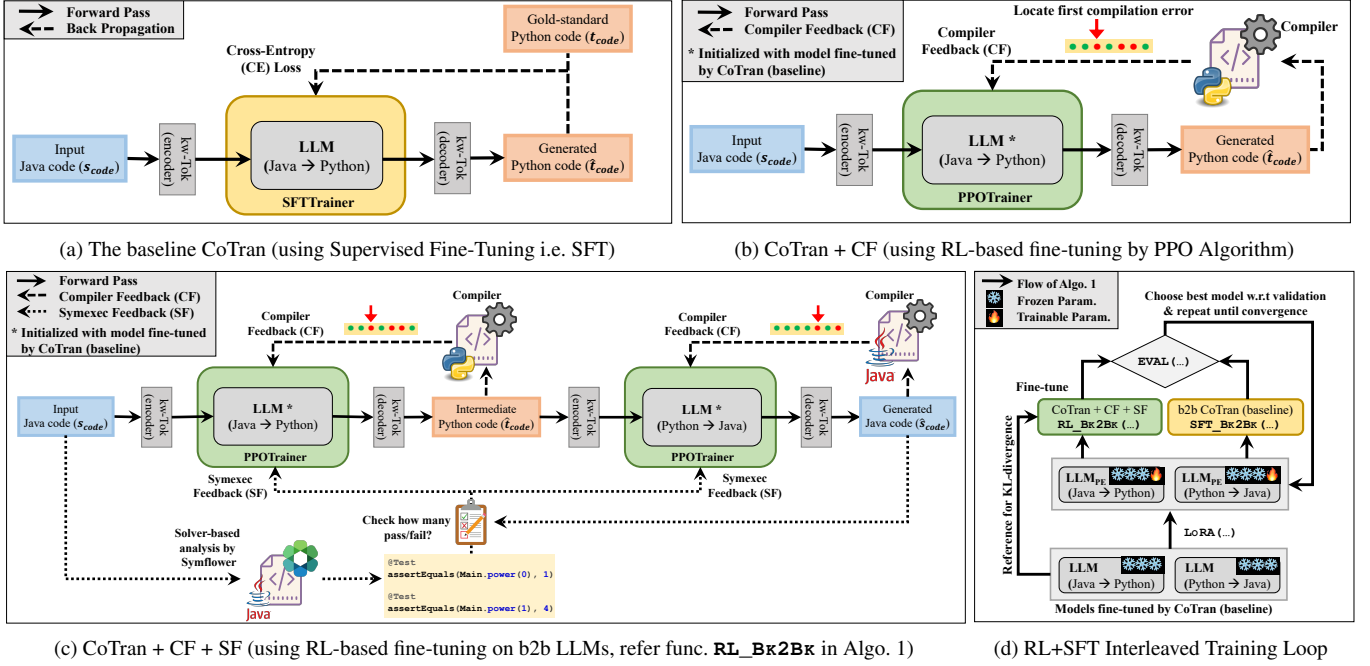 Forward Pass
Back Propagation
Gold-standard
Python code (t_code)
Cross-Entropy
(CE) Loss
Input
Java code (s_code)
kw-Tok
(encoder)
LLM
(Java → Python)
SFTTrainer
kw-Tok
(decoder)
Generated
Python code (t̂_code)
(a) The baseline CoTran (using Supervised Fine-Tuning i.e. SFT)
Forward Pass
Compiler Feedback (CF)
* Initialized with model fine-tuned
by CoTran (baseline)
Locate first compilation error
Compiler
Feedback (CF)
Compiler
Input
Java code (s_code)
kw-Tok
(encoder)
LLM *
(Java → Python)
PPOTrainer
kw-Tok
(decoder)
Generated
Python code (t̂_code)
(b) CoTran + CF (using RL-based fine-tuning by PPO Algorithm)
Forward Pass
Compiler Feedback (CF)
Symexec Feedback (SF)
* Initialized with model fine-tuned
by CoTran (baseline)
Compiler
Feedback (CF)
Compiler
Compiler
Feedback (CF)
Compiler
Java
Input
Java code (s_code)
kw-Tok
(encoder)
LLM *
(Java → Python)
PPOTrainer
kw-Tok
(decoder)
Intermediate
Python code (t̂_code)
kw-Tok
(encoder)
LLM *
(Python → Java)
PPOTrainer
kw-Tok
(decoder)
Generated
Java code (ŝ_code)
Symexec
Feedback (SF)
Symexec
Feedback (SF)
Solver-based
analysis by
Symflower
Java
Check how many
pass/fail?
@Test
assertEquals(Main.power(0), 1)
@Test
assertEquals(Main.power(1), 4)
(c) CoTran + CF + SF (using RL-based fine-tuning on b2b LLMs, refer func. RL_BK2BK in Algo. 1)
Flow of Algo. 1
Frozen Param.
Trainable Param.
Choose best model w.r.t validation
& repeat until convergence
EVAL(…)
Fine-tune
CoTran + CF + SF
RL_BK2BK(…)
b2b CoTran (baseline)
SFT_BK2BK(…)
Reference for KL-divergence
LLM_PE
(Java → Python)
LLM_PE
(Python → Java)
LoRA(…)
LLM
(Java → Python)
LLM
(Python → Java)
Models fine-tuned by CoTran (baseline)
(d) RL+SFT Interleaved Training Loop